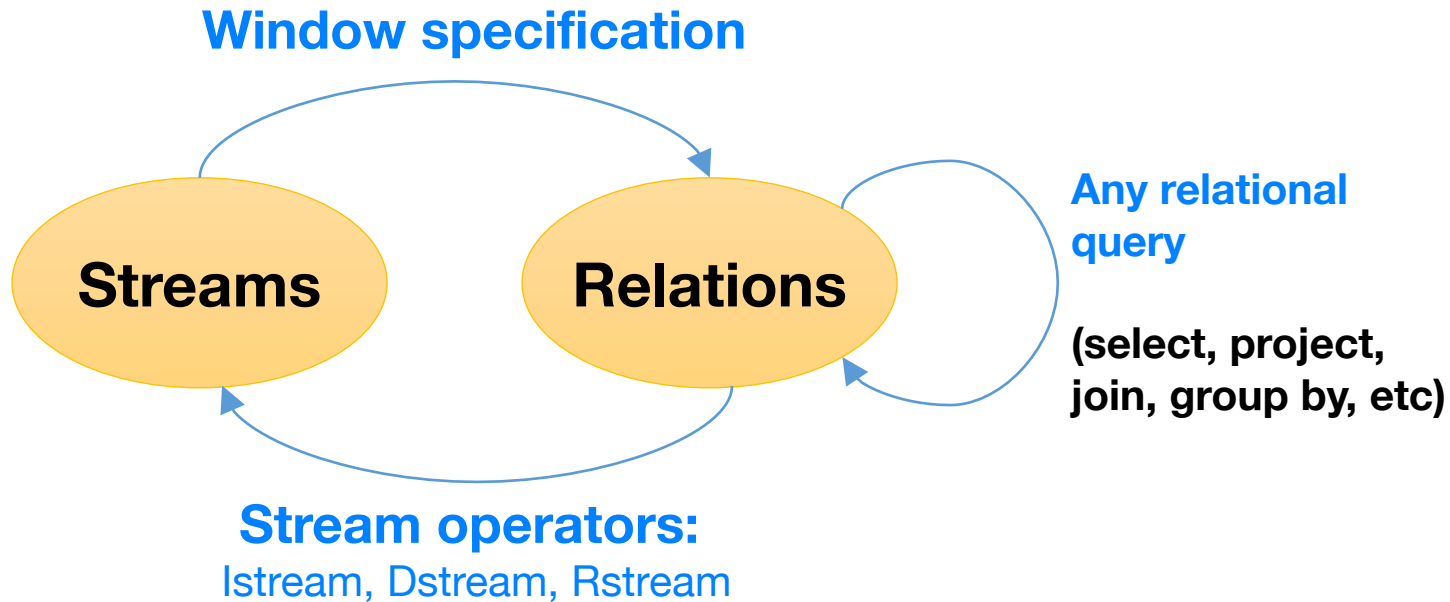 Window specification
Streams
Relations
Any relational
query
(select, project,
join, group by, etc)
Stream operators:
Istream, Dstream, Rstream